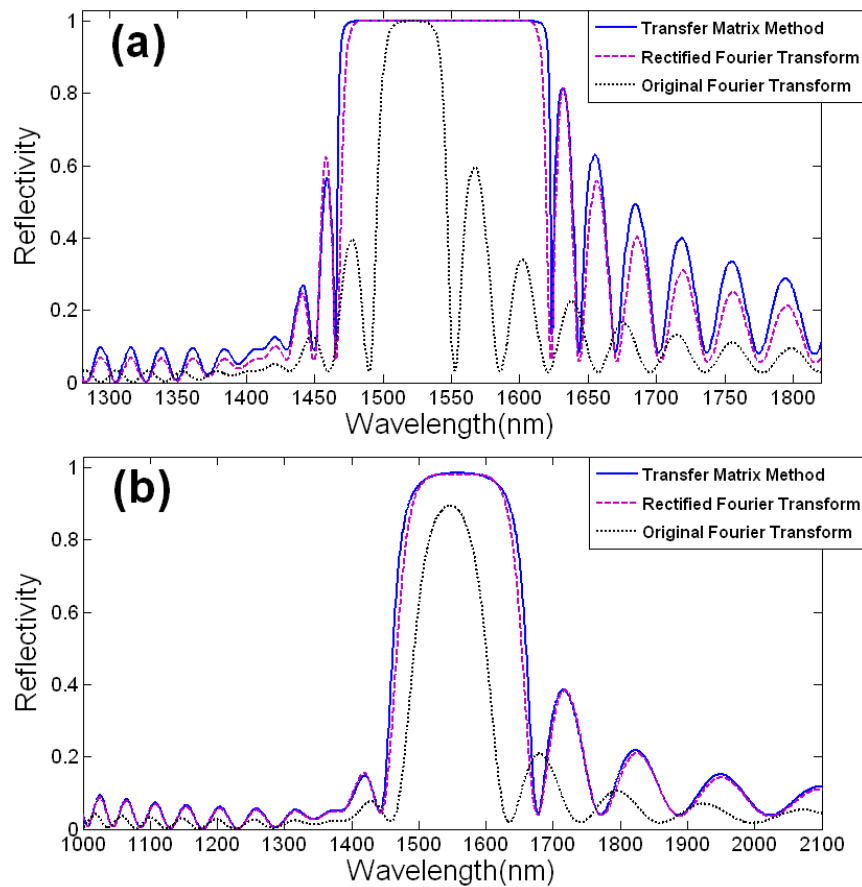 (a)
Transfer Matrix Method
Rectified Fourier Transform
Original Fourier Transform
Reflectivity
1
0.8
0.6
0.4
0.2
0
1300 1350 1400 1450 1500 1550 1600 1650 1700 1750 1800
Wavelength(nm)
(b)
Transfer Matrix Method
Rectified Fourier Transform
Original Fourier Transform
Reflectivity
1
0.8
0.6
0.4
0.2
0
1000 1100 1200 1300 1400 1500 1600 1700 1800 1900 2000 2100
Wavelength(nm)